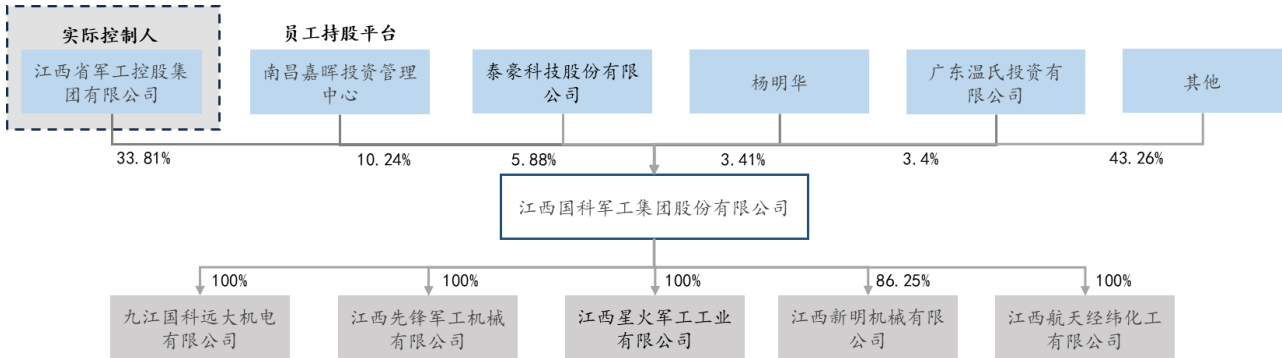 实际控制人
员工持股平台
江西省军工控股集
团有限公司
南昌嘉晖投资管理
中心
泰豪科技股份有限
公司
杨明华
广东温氏投资有
限公司
其他
33.81%
10.24%
5.88%
3.41%
3.4%
43.26%
江西国科军工集团股份有限公司
100%
100%
100%
86.25%
100%
九江国科远大机电
有限公司
江西先锋军工机械
有限公司
江西星火军工工业
有限公司
江西新明机械有限
公司
江西航天经纬化工
有限公司